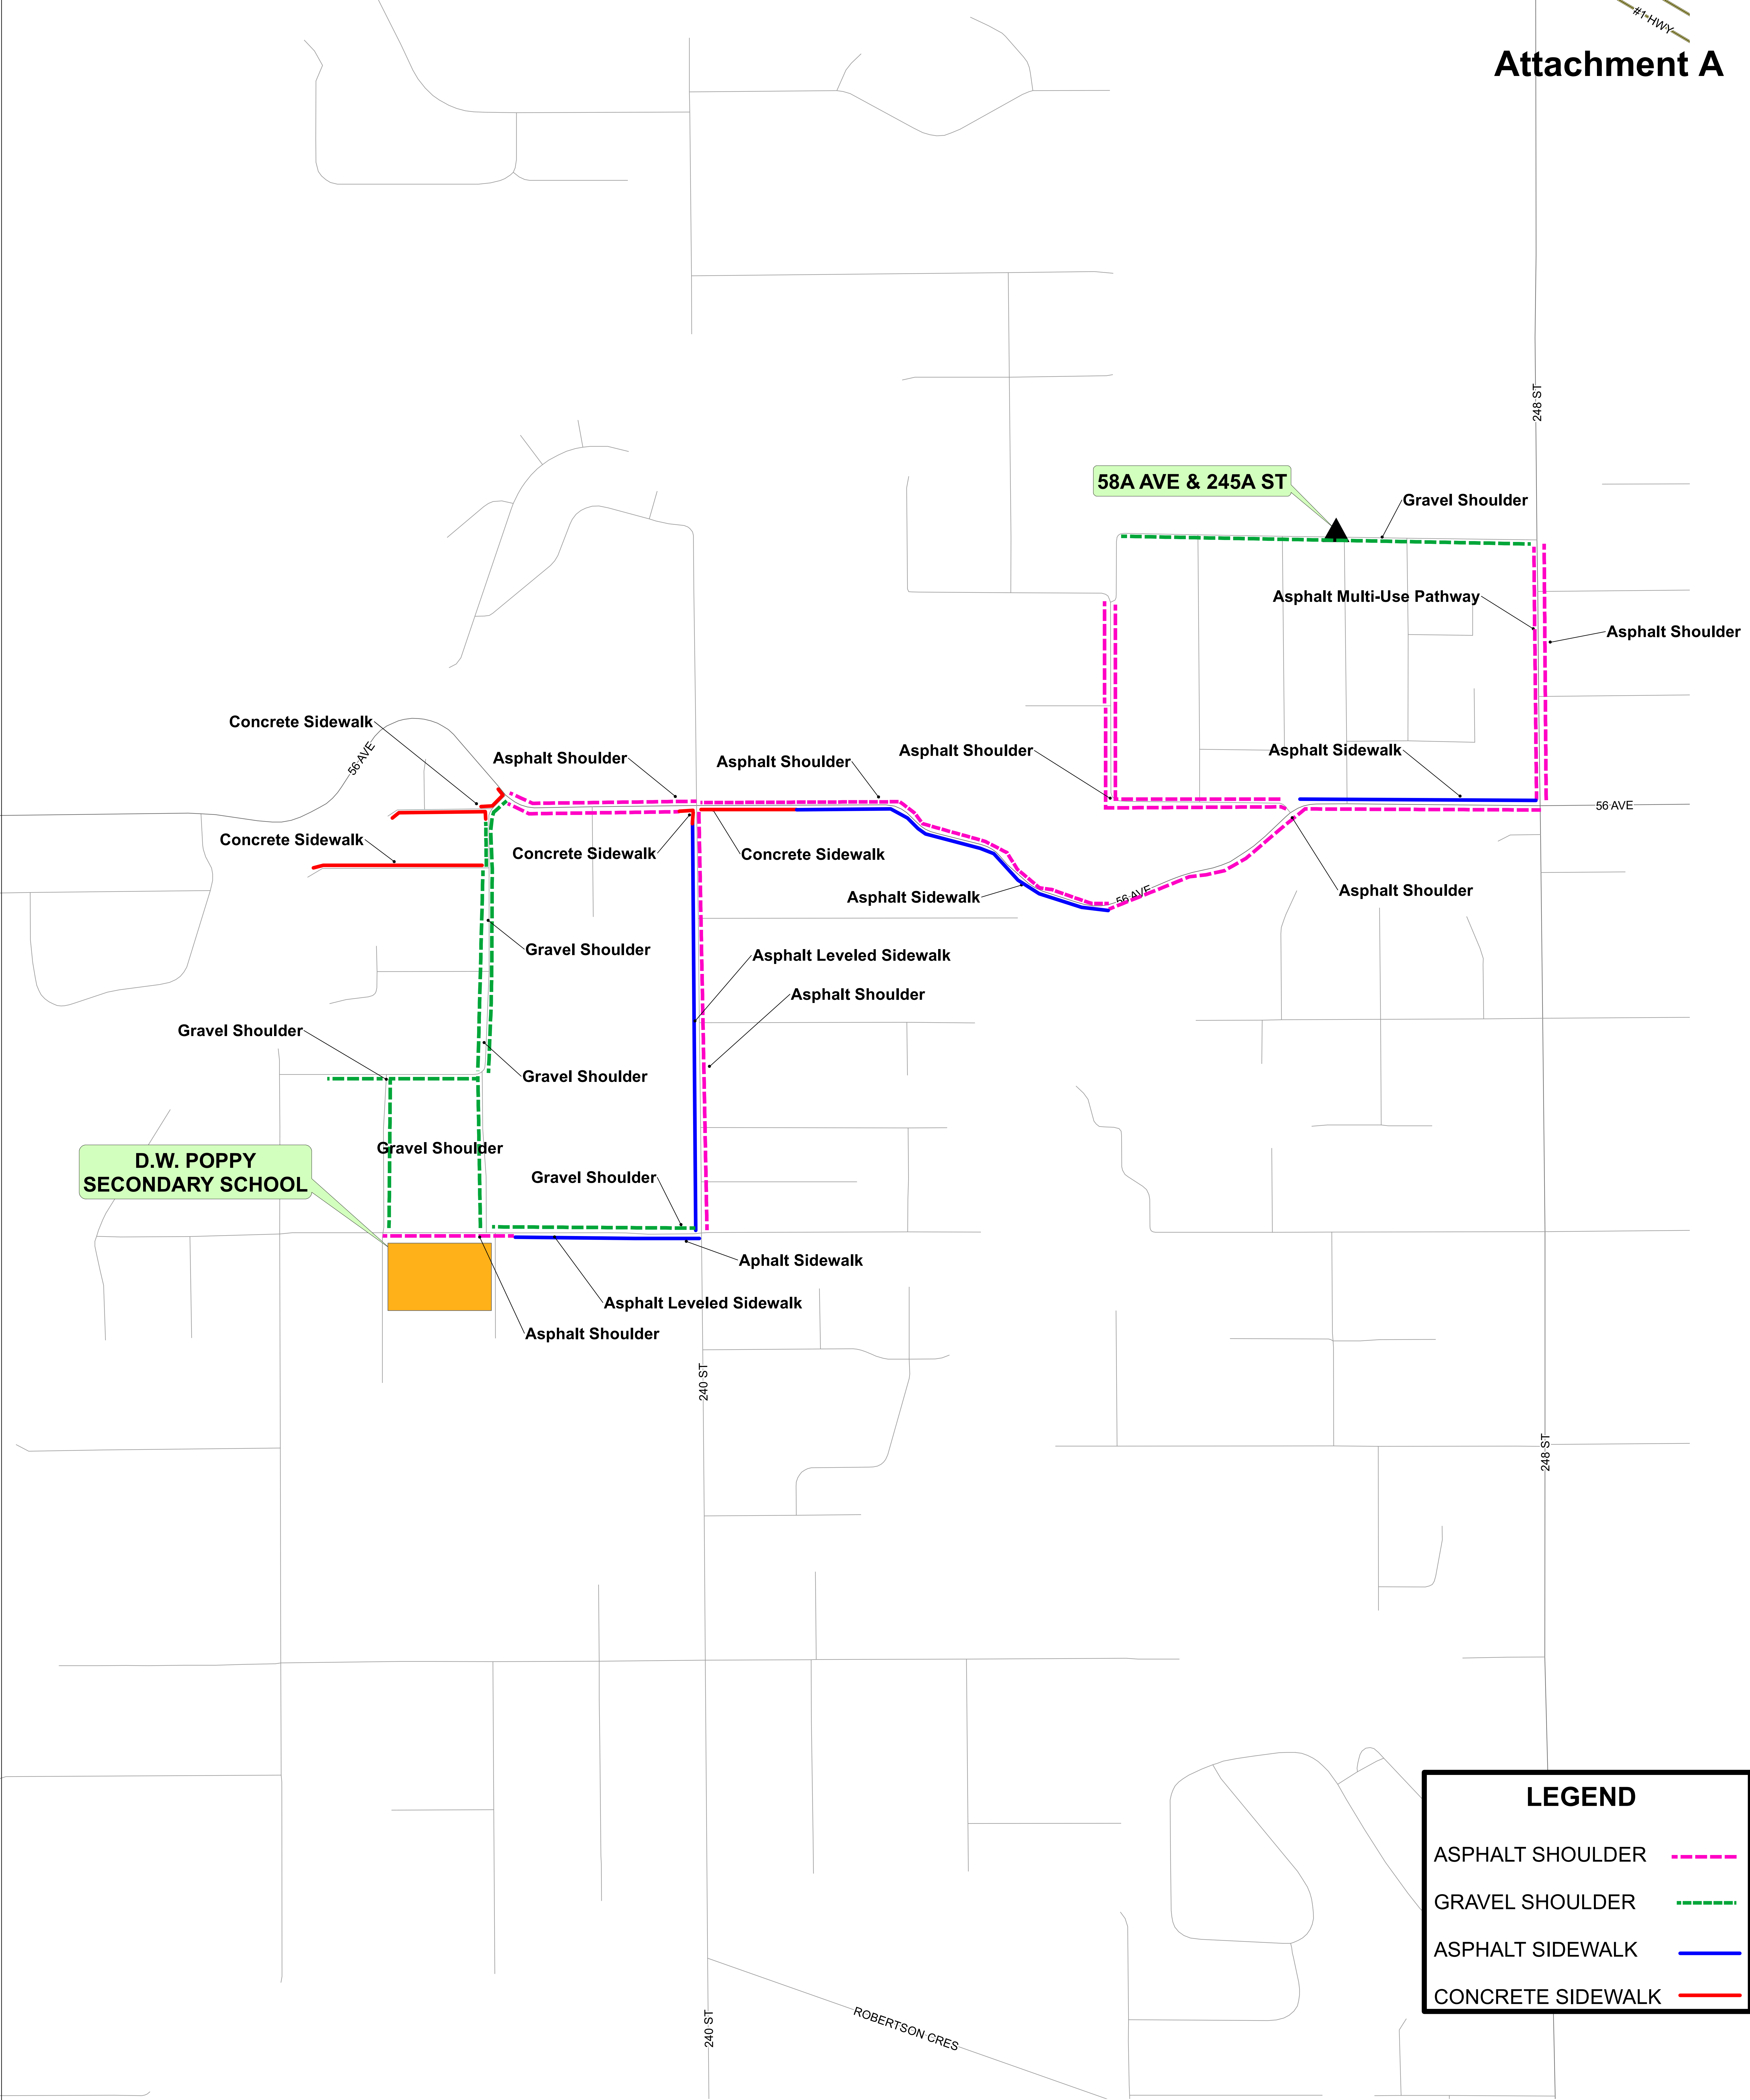 #1 HWY
Attachment A
248 ST
58A AVE & 245A ST
Gravel Shoulder
Asphalt Multi-Use Pathway
Asphalt Shoulder
Concrete Sidewalk
56 AVE
Asphalt Shoulder
Asphalt Shoulder
Asphalt Shoulder
Asphalt Sidewalk
56 AVE
Concrete Sidewalk
Concrete Sidewalk
Concrete Sidewalk
Asphalt Sidewalk
56 AVE
Asphalt Shoulder
Gravel Shoulder
Asphalt Leveled Sidewalk
Asphalt Shoulder
Gravel Shoulder
Gravel Shoulder
Gravel Shoulder
D.W. POPPY
SECONDARY SCHOOL
Gravel Shoulder
Aphalt Sidewalk
Asphalt Leveled Sidewalk
Asphalt Shoulder
240 ST
248 ST
LEGEND
ASPHALT SHOULDER
GRAVEL SHOULDER
ASPHALT SIDEWALK
CONCRETE SIDEWALK
240 ST
ROBERTSON CRES